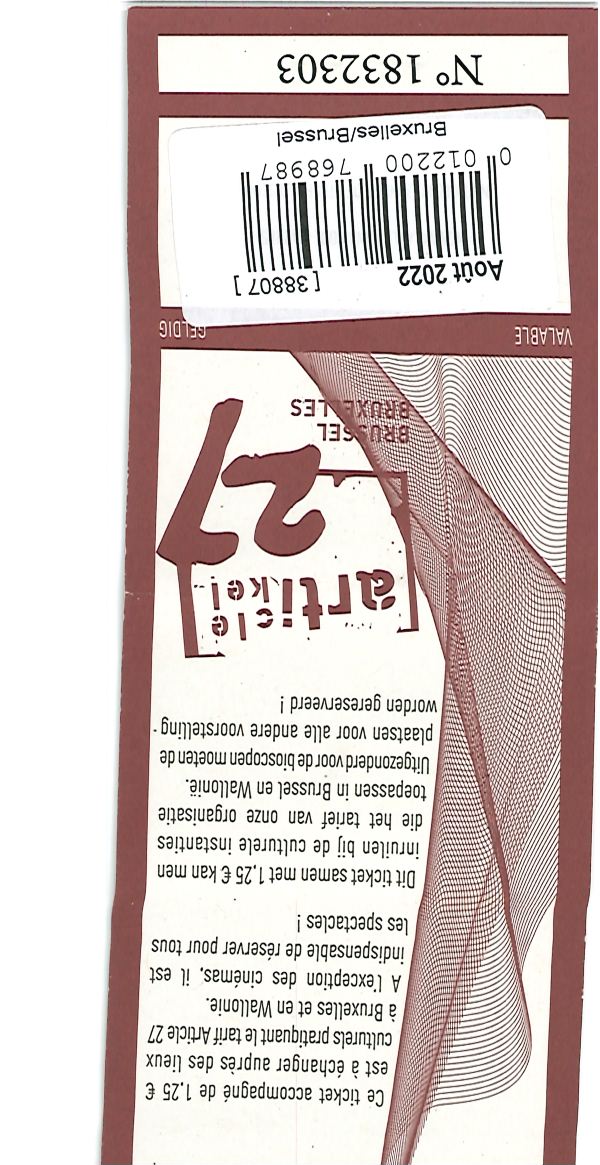 Ce ticket accompagné de 1,25 €
est à échanger auprès des lieux
culturels pratiquant le tarif Article 27
à Bruxelles et en Wallonie.
A l'exception des cinémas, il est
indispensable de réserver pour tous
les spectacles !
Dit ticket samen met 1,25 € kan men
inruilen bij de culturele instanties
die het tarief van onze organisatie
toepassen in Brussel en Wallonië.
Uitgezonderd voor de bioscopen moeten de
plaatsen voor alle andere voorstelling-
worden gereserveerd !
[article
kel
27
BRUSSEL
BRUXELLES
VALABLE GELDIG
Août 2022 [38807]
0 012200 768987
Bruxelles/Brussel
N° 1832303